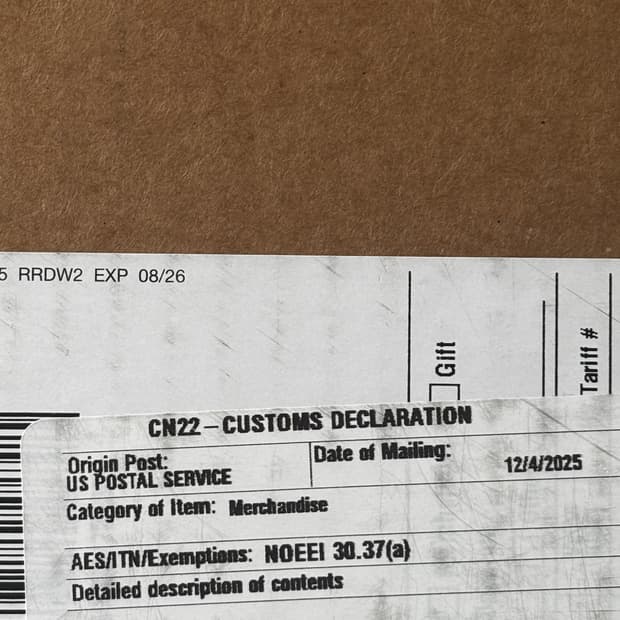 5 RRDW2 EXP 08/26
Gift
Tariff #
CN22 – CUSTOMS DECLARATION
Origin Post:
US POSTAL SERVICE
Date of Mailing:
12/4/2025
Category of Item: Merchandise
AES/ITN/Exemptions: NOEEI 30.37(a)
Detailed description of contents